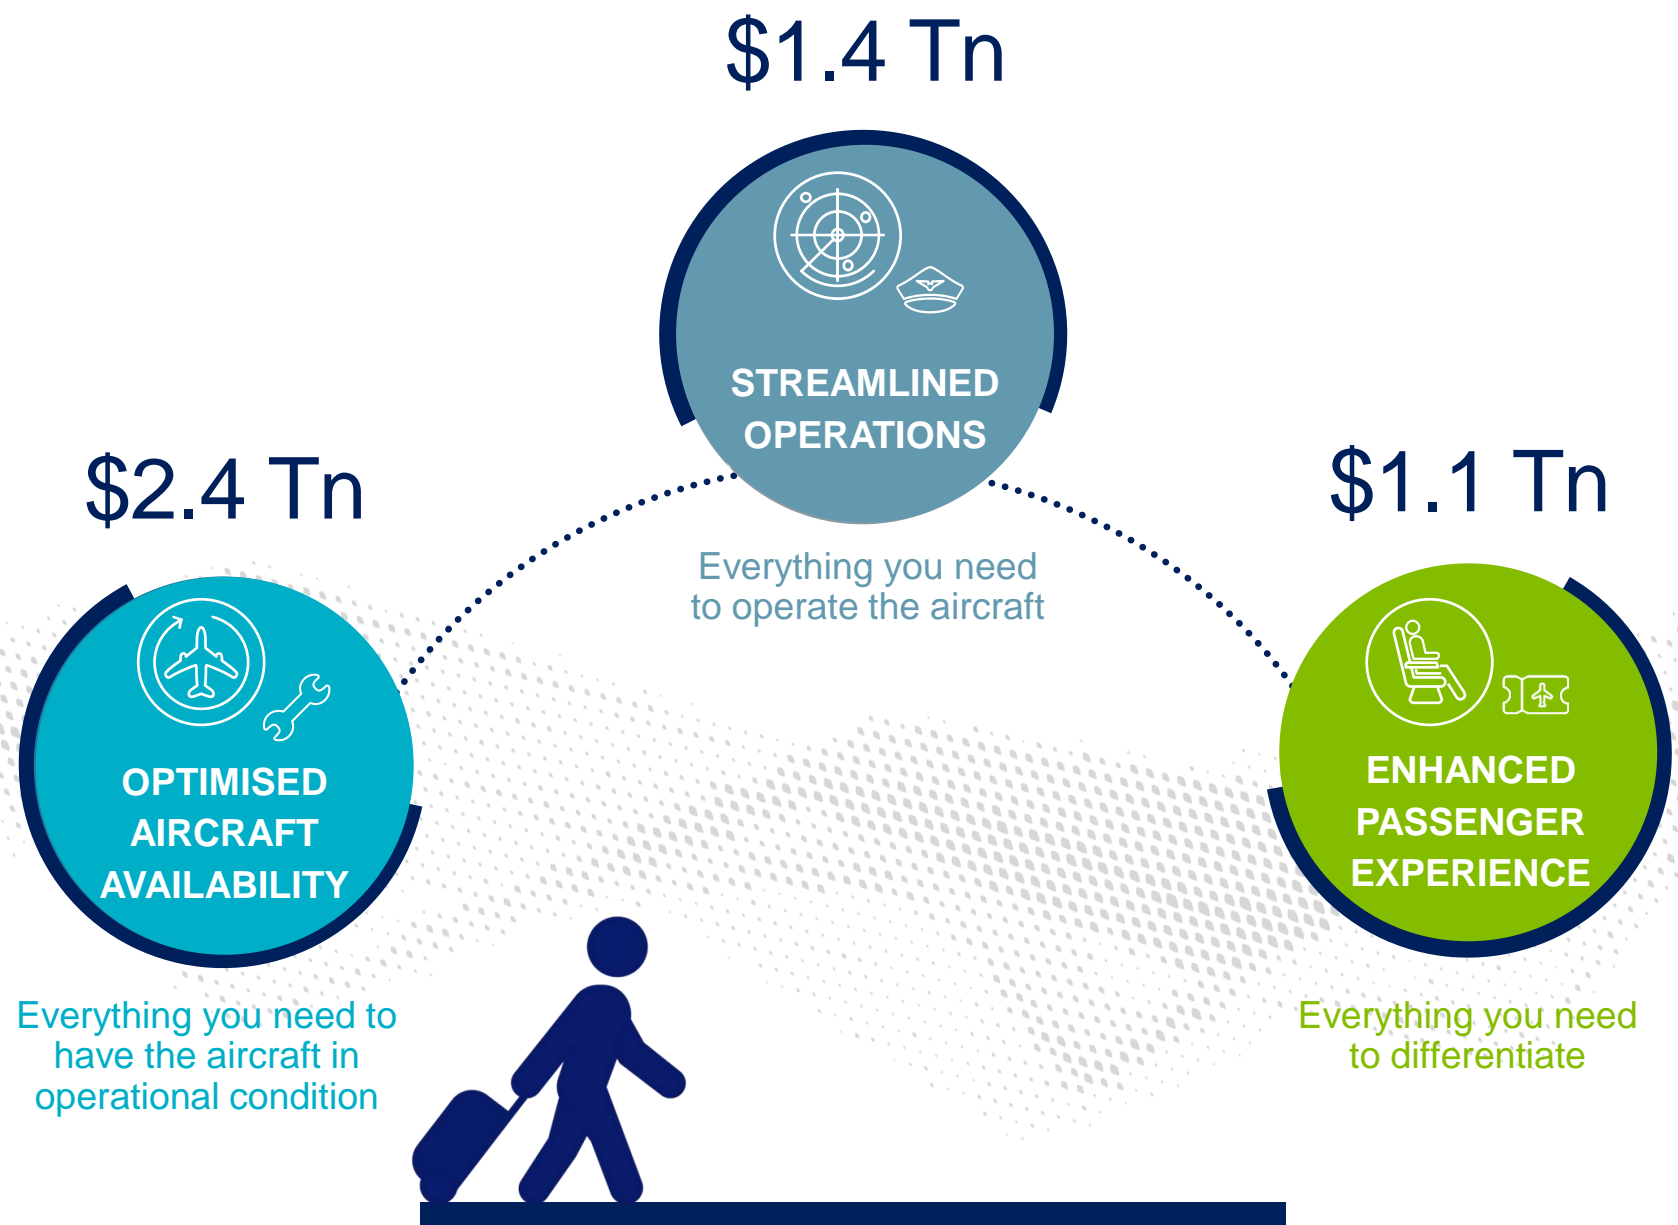 $1.4 Tn
STREAMLINED
OPERATIONS
Everything you need
to operate the aircraft
$2.4 Tn
OPTIMISED
AIRCRAFT
AVAILABILITY
Everything you need to
have the aircraft in
operational condition
$1.1 Tn
ENHANCED
PASSENGER
EXPERIENCE
Everything you need
to differentiate